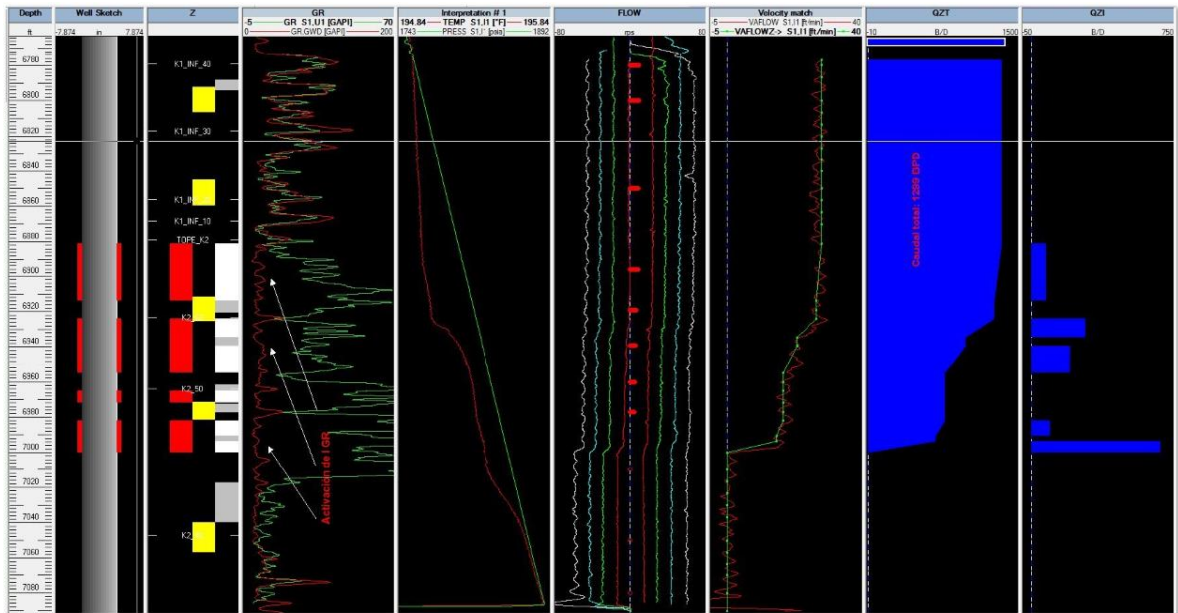 Depth
Well Sketch
Z
GR
Interpretation # 1
FLOW
Velocity match
QZT
QZI
ft
-7.874 in 7.874
-5 GR S1,U1 [GAPI] 70
0 GR.GWD [GAPI] 200
194.84 TEMP S1,I1 [°F] 195.84
1743 PRESS S1,I1 [psia] 1892
-80 rps 80
-5 VAFLOW S1,I1 [ft/min] 40
-5 VAFLOWZ-> S1,I1 [ft/min] 40
-10 B/D 1500
-50 B/D 750
6780
6800
6820
6840
6860
6880
6900
6920
6940
6960
6980
7000
7020
7040
7060
7080
K1_INF_40
K1_INF_30
K1_INF_10
TOPE_K2
K2_50
Activación de l GR
Caudal total: 1299 BPD